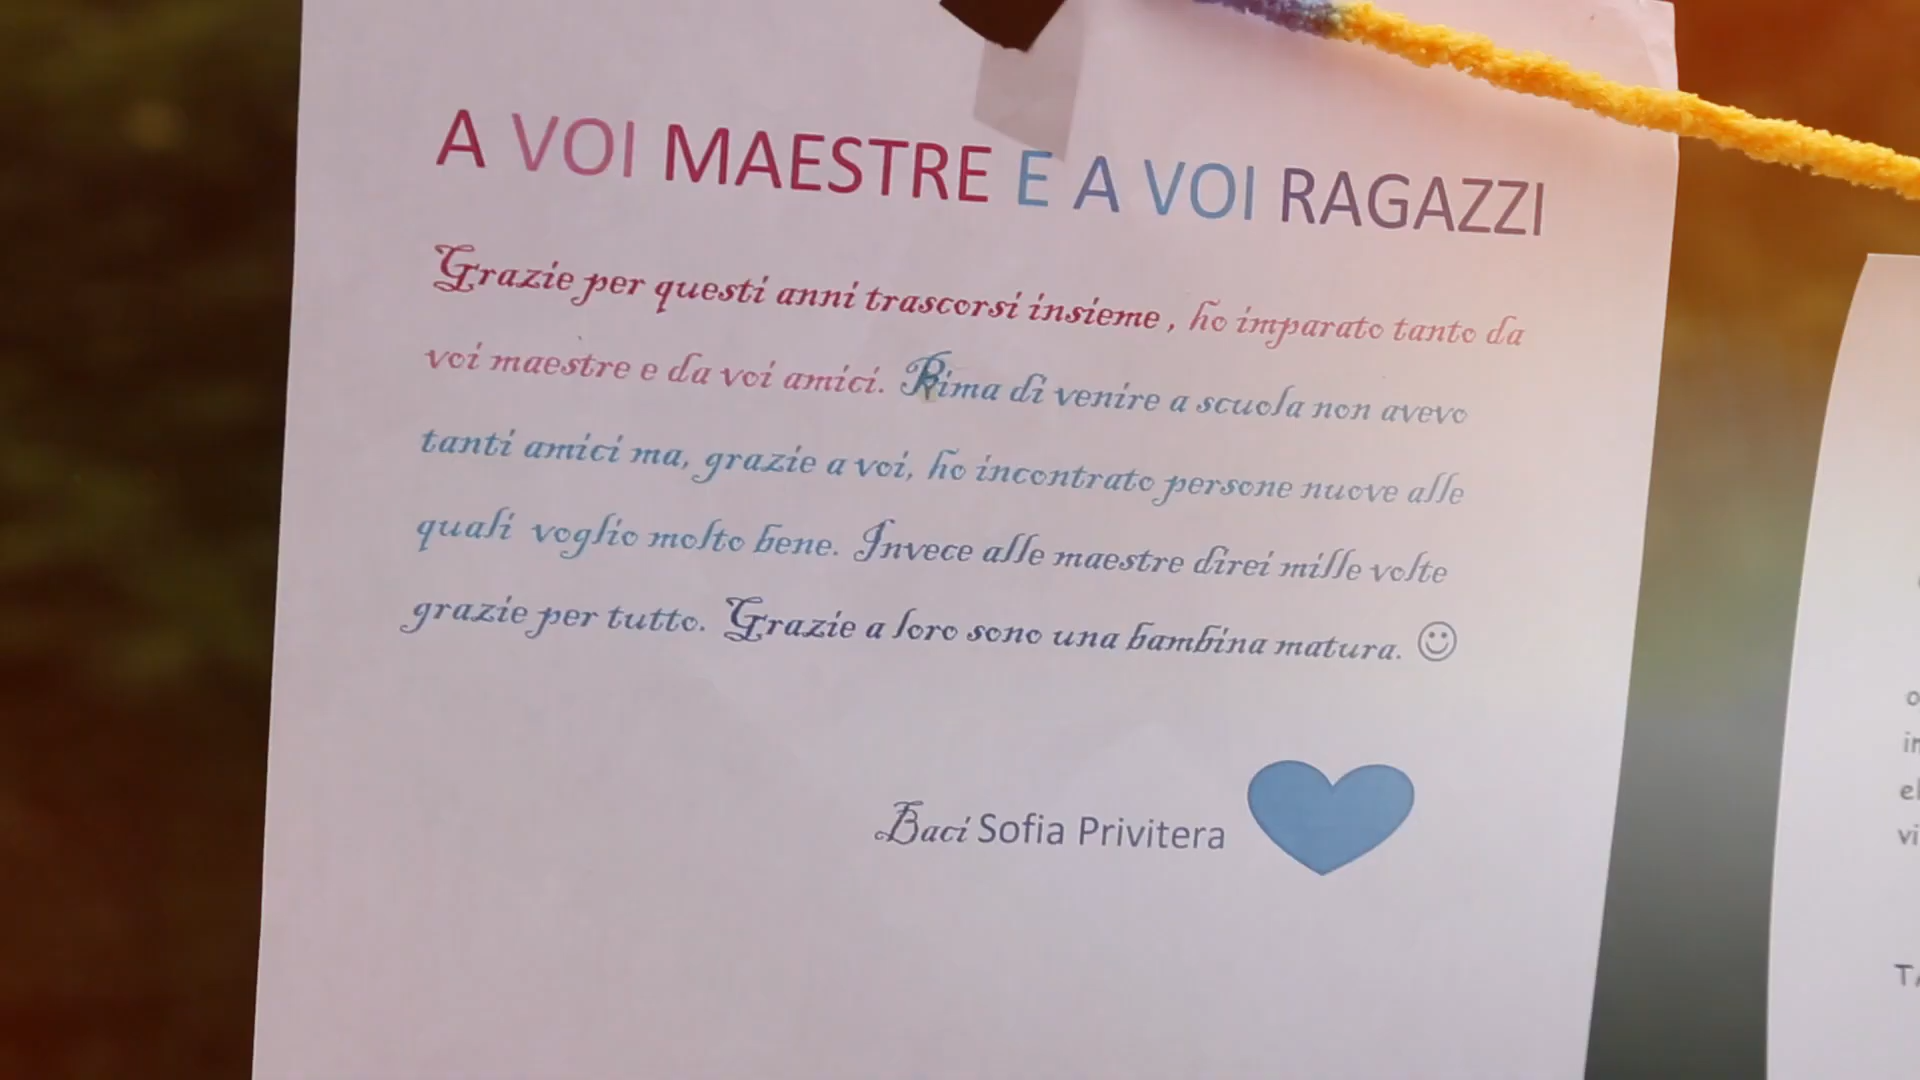 A VOI MAESTRE E A VOI RAGAZZI
Grazie per questi anni trascorsi insieme , ho imparato tanto da
voi maestre e da voi amici. Prima di venire a scuola non avevo
tanti amici ma, grazie a voi, ho incontrato persone nuove alle
quali voglio molto bene. Invece alle maestre direi mille volte
grazie per tutto. Grazie a loro sono una bambina matura. ☺
Baci Sofia Privitera